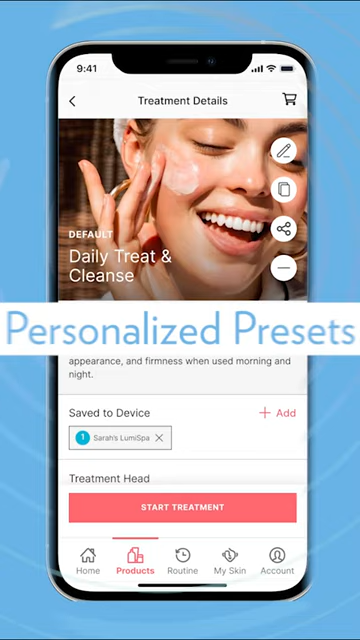 9:41
Treatment Details
DEFAULT
Daily Treat &
Cleanse
Personalized Presets
appearance, and firmness when used morning and
night.
Saved to Device
+ Add
1 Sarah's LumiSpa ×
Treatment Head
START TREATMENT
Home Products Routine My Skin Account